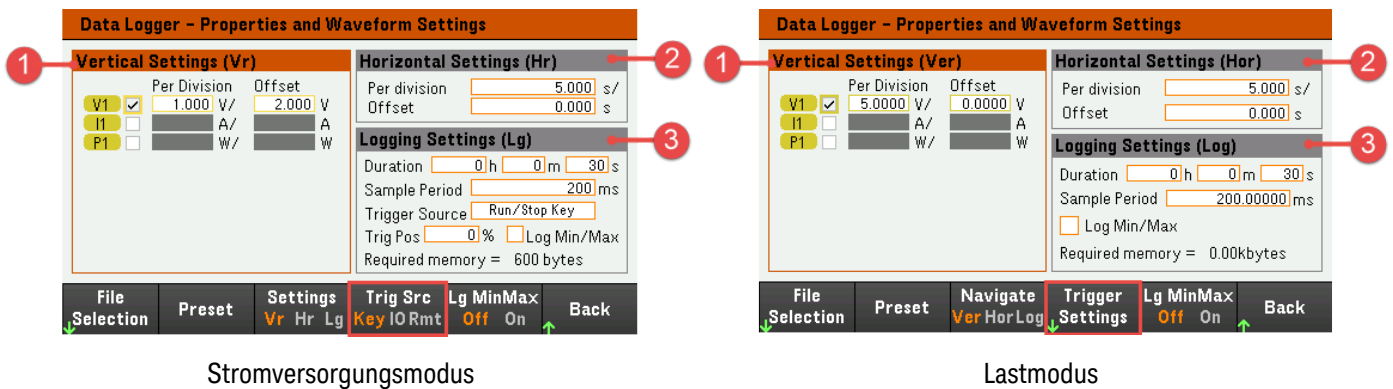 Data Logger – Properties and Waveform Settings
1
Vertical Settings (Vr)
Per Division Offset
V1 1.000 V/ 2.000 V
I1 A/ A
P1 W/ W
Horizontal Settings (Hr)
2
Per division 5.000 s/
Offset 0.000 s
Logging Settings (Lg)
3
Duration 0 h 0 m 30 s
Sample Period 200 ms
Trigger Source Run/Stop Key
Trig Pos 0 % Log Min/Max
Required memory = 600 bytes
File Selection
Preset
Settings
Vr Hr Lg
Trig Src
Key IO Rmt
Lg MinMax
Off On
Back
Stromversorgungsmodus
Data Logger – Properties and Waveform Settings
1
Vertical Settings (Ver)
Per Division Offset
V1 5.0000 V/ 0.0000 V
I1 A/ A
P1 W/ W
Horizontal Settings (Hor)
2
Per division 5.000 s/
Offset 0.000 s
Logging Settings (Log)
3
Duration 0 h 0 m 30 s
Sample Period 200.00000 ms
Log Min/Max
Required memory = 0.00kbytes
File Selection
Preset
Navigate
Ver Hor Log
Trigger Settings
Lg MinMax
Off On
Back
Lastmodus